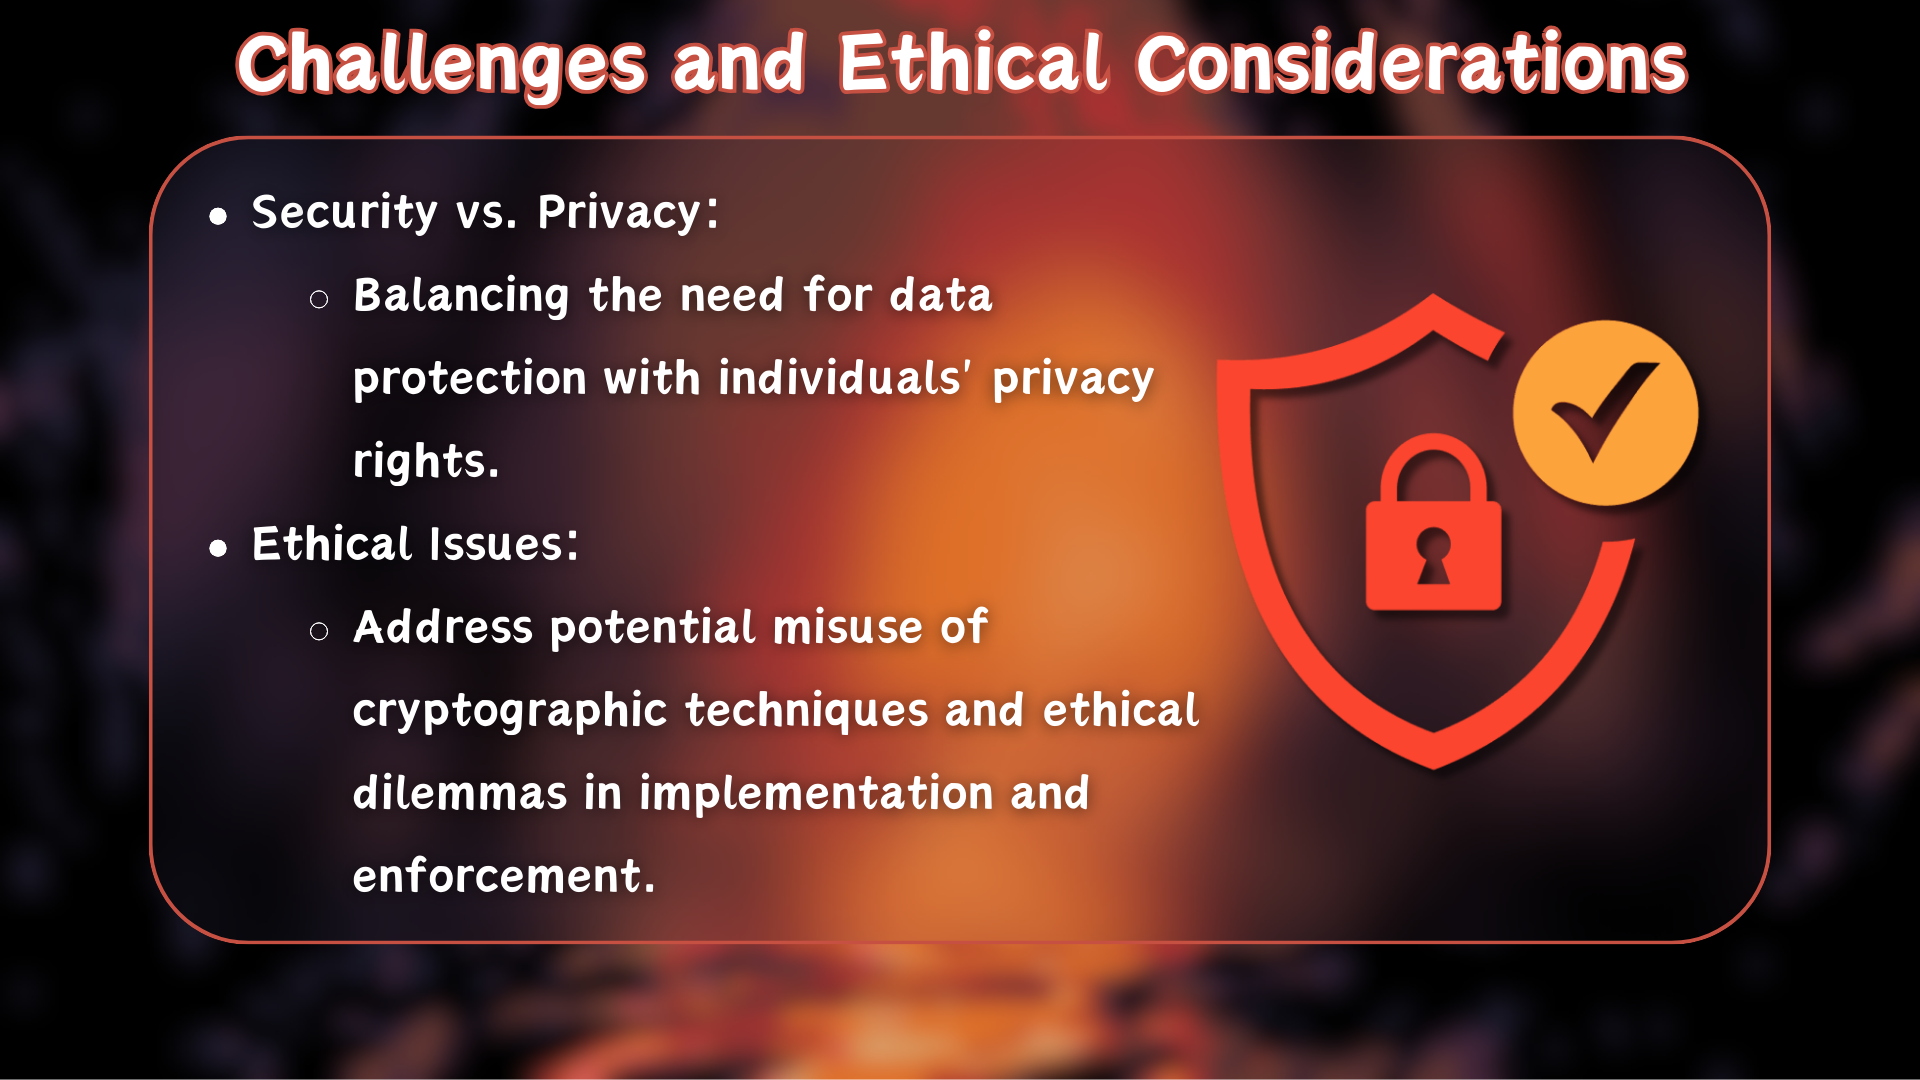 Challenges and Ethical Considerations
Security vs. Privacy:
Balancing the need for data
protection with individuals' privacy
rights.
Ethical Issues:
Address potential misuse of
cryptographic techniques and ethical
dilemmas in implementation and
enforcement.